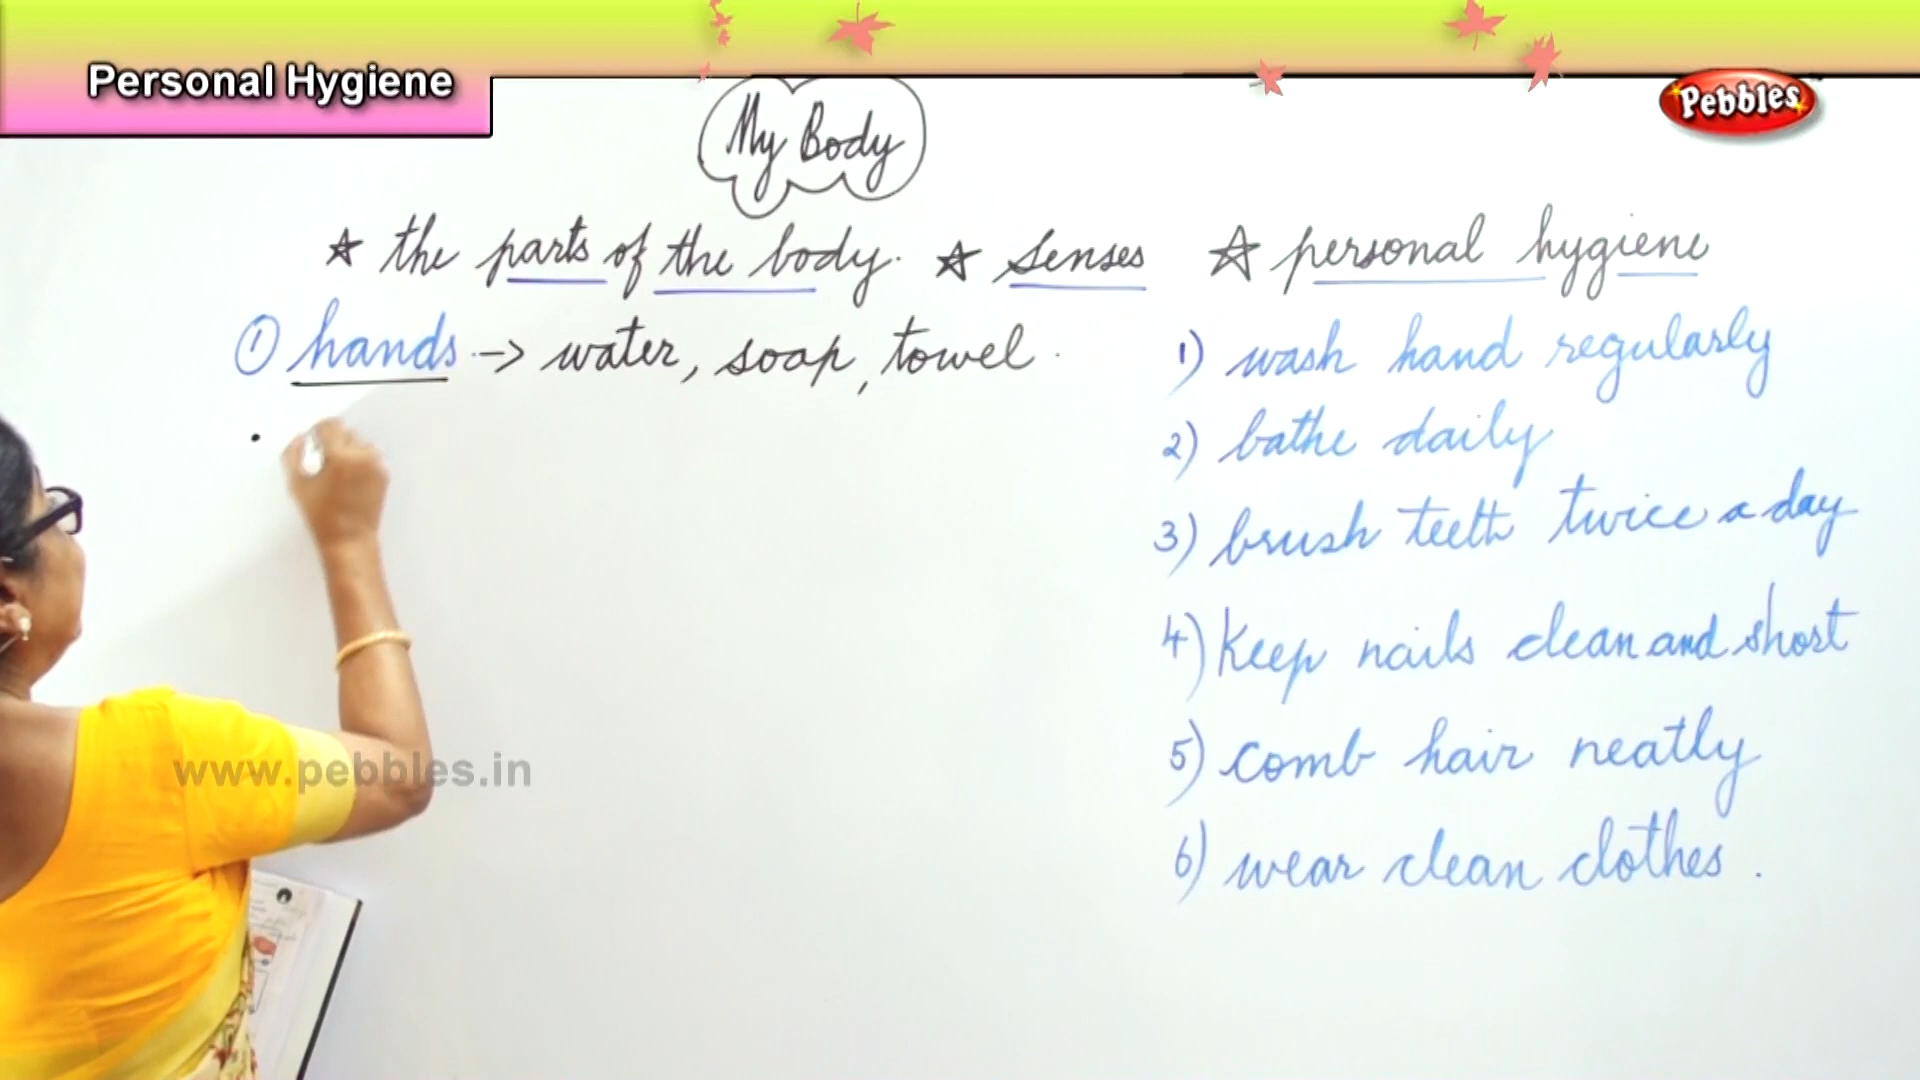 Personal Hygiene
Pebbles
My Body
☆ the parts of the body. ☆ senses ☆ personal hygiene
① hands -> water, soap, towel.
1) wash hand regularly
2) bathe daily
3) brush teeth twice a day
4) Keep nails clean and short
5) comb hair neatly
6) wear clean clothes.
www.pebbles.in